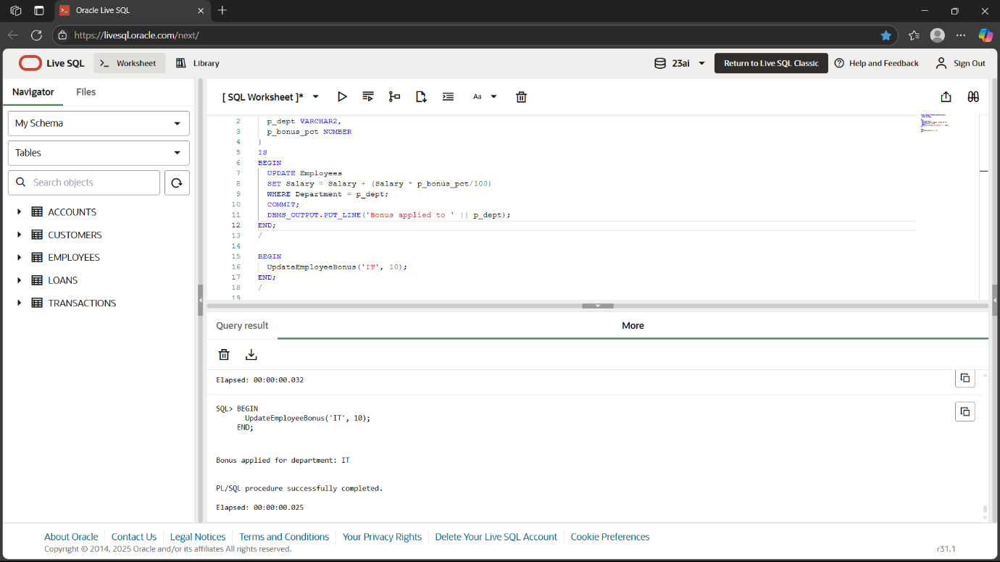 Oracle Live SQL
https://livesql.oracle.com/next/
Live SQL
Worksheet
Library
23ai
Return to Live SQL Classic
Help and Feedback
Sign Out
Navigator
Files
My Schema
Tables
Search objects
ACCOUNTS
CUSTOMERS
EMPLOYEES
LOANS
TRANSACTIONS
[ SQL Worksheet ]*
Aa
2 p_dept VARCHAR2,
3 p_bonus_pct NUMBER
4 )
5 IS
6 BEGIN
7 UPDATE Employees
8 SET Salary = Salary + (Salary * p_bonus_pct/100)
9 WHERE Department = p_dept;
10 COMMIT;
11 DBMS_OUTPUT.PUT_LINE('Bonus applied to ' || p_dept);
12 END;
13 /
14
15 BEGIN
16 UpdateEmployeeBonus('IT', 10);
17 END;
18 /
19
Query result
More
Elapsed: 00:00:00.032
SQL> BEGIN
UpdateEmployeeBonus('IT', 10);
END;
Bonus applied for department: IT
PL/SQL procedure successfully completed.
Elapsed: 00:00:00.025
About Oracle
Contact Us
Legal Notices
Terms and Conditions
Your Privacy Rights
Delete Your Live SQL Account
Cookie Preferences
Copyright © 2014, 2025 Oracle and/or its affiliates All rights reserved.
r31.1